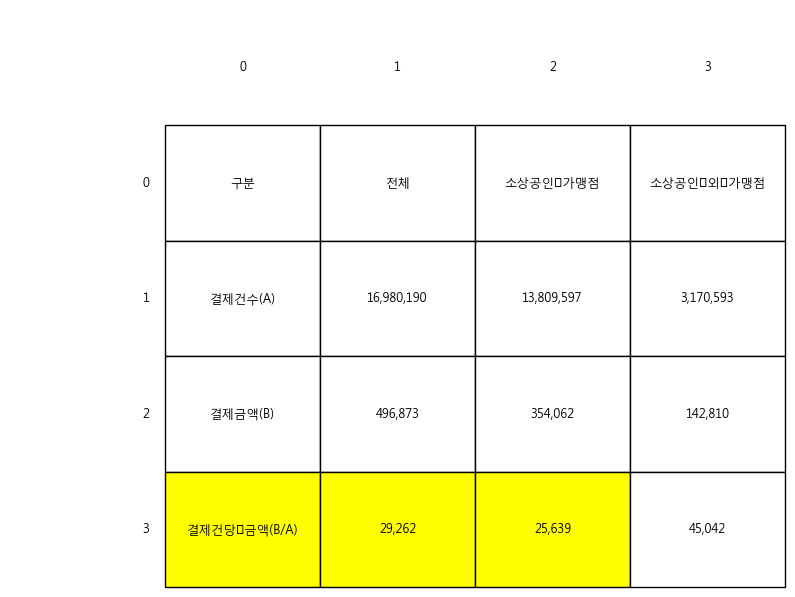 0 1 2 3
0 구분 전체 소상공인▯가맹점 소상공인▯외▯가맹점
1 결제건수(A) 16,980,190 13,809,597 3,170,593
2 결제금액(B) 496,873 354,062 142,810
3 결제건당▯금액(B/A) 29,262 25,639 45,042